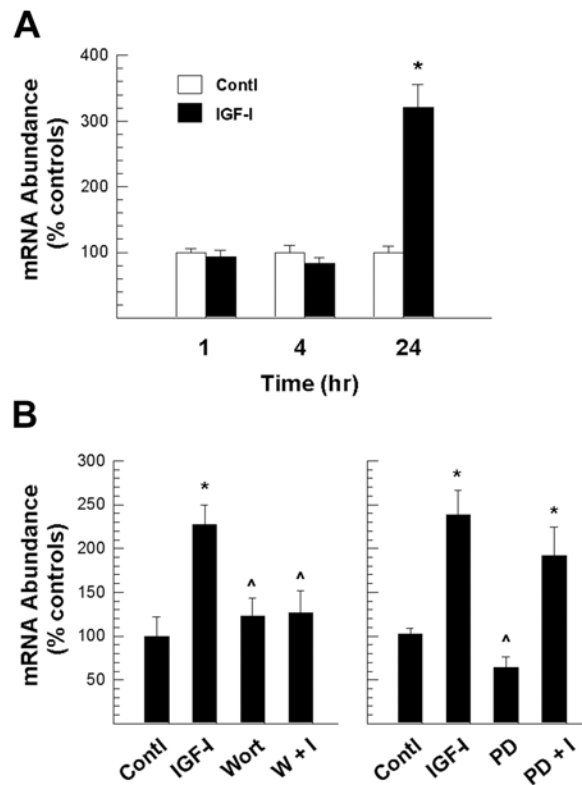 A
mRNA Abundance
(% controls)
400
300
200
100
Contl
IGF-I
*
1 4 24
Time (hr)
B
mRNA Abundance
(% controls)
300
250
200
150
100
50
* ^ ^
* ^ *
Contl IGF-I Wort W + I
Contl IGF-I PD PD + I